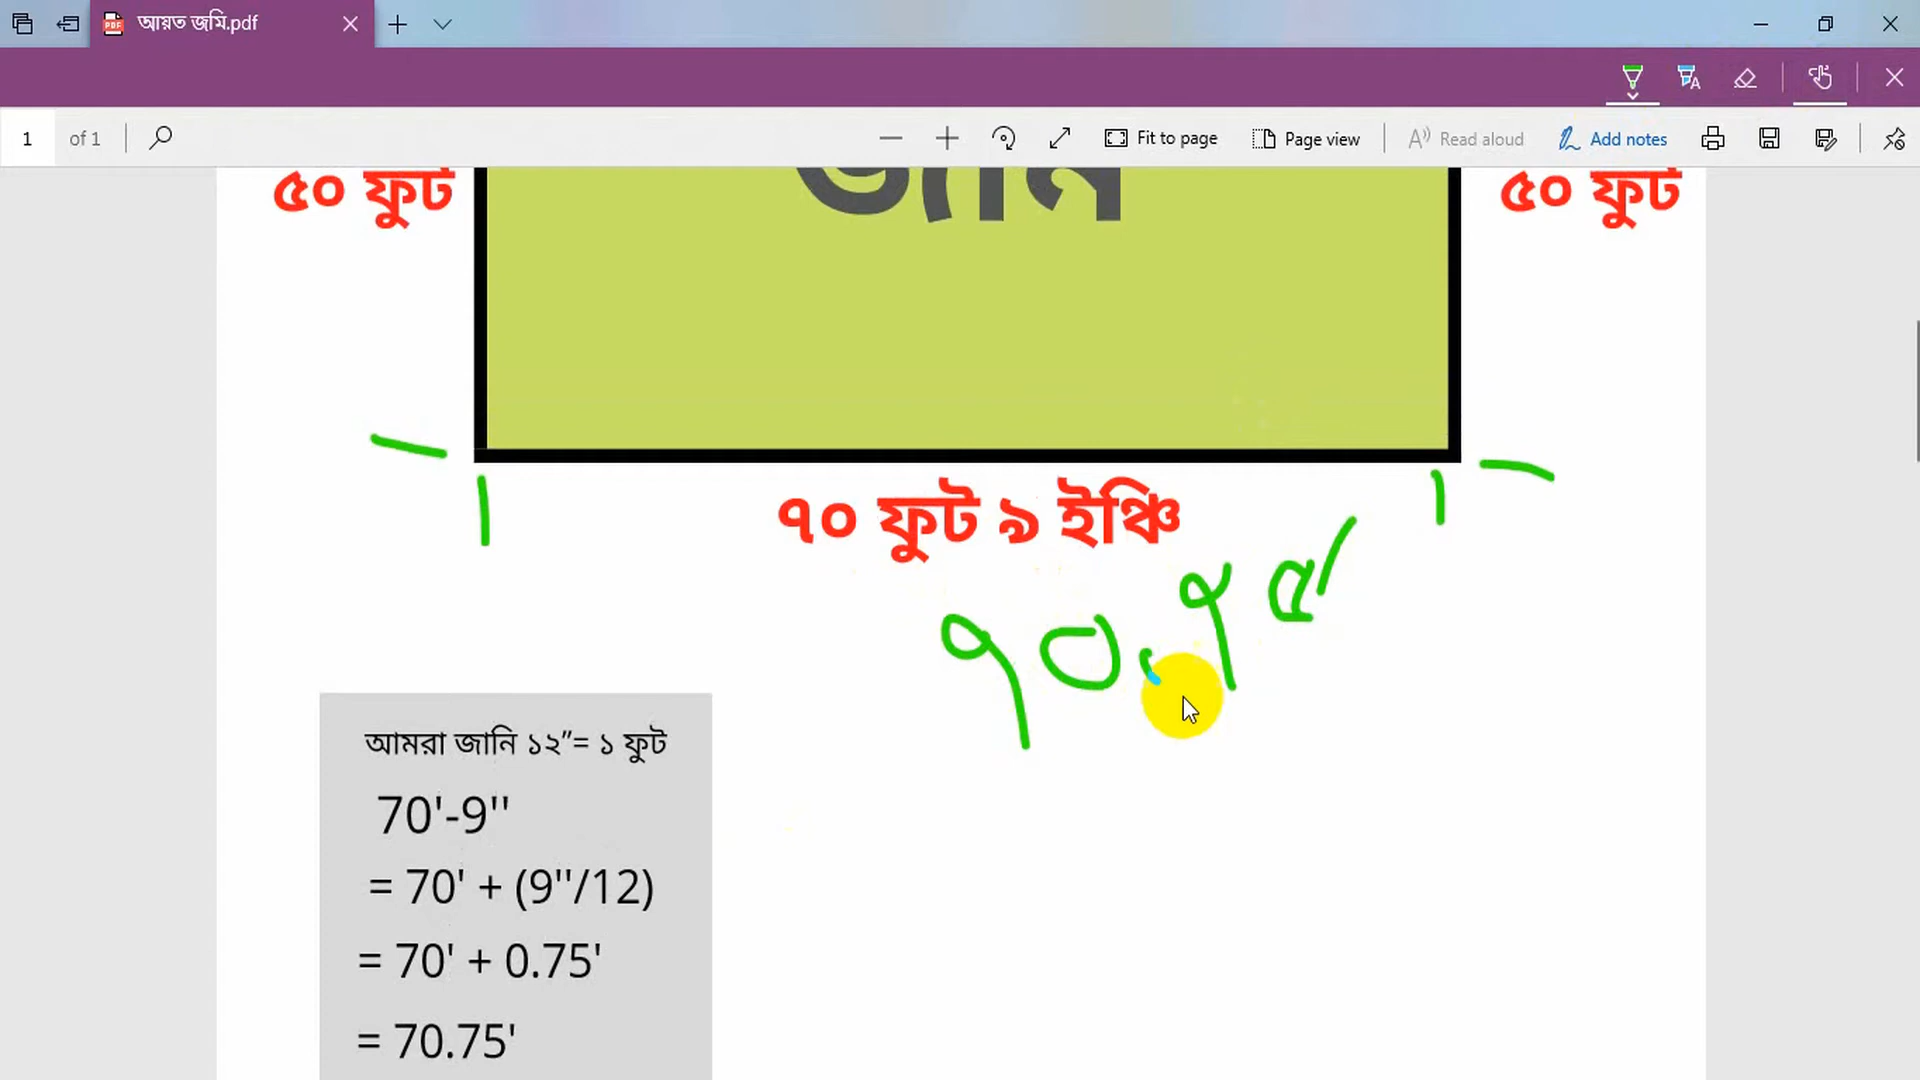 আয়ত জমি.pdf
1 of 1 Fit to page Page view Read aloud Add notes
জমি
৫০ ফুট ৫০ ফুট
৭০ ফুট ৯ ইঞ্চি
৭০.৭৫'
আমরা জানি ১২”= ১ ফুট
70'-9''
= 70' + (9''/12)
= 70' + 0.75'
= 70.75'